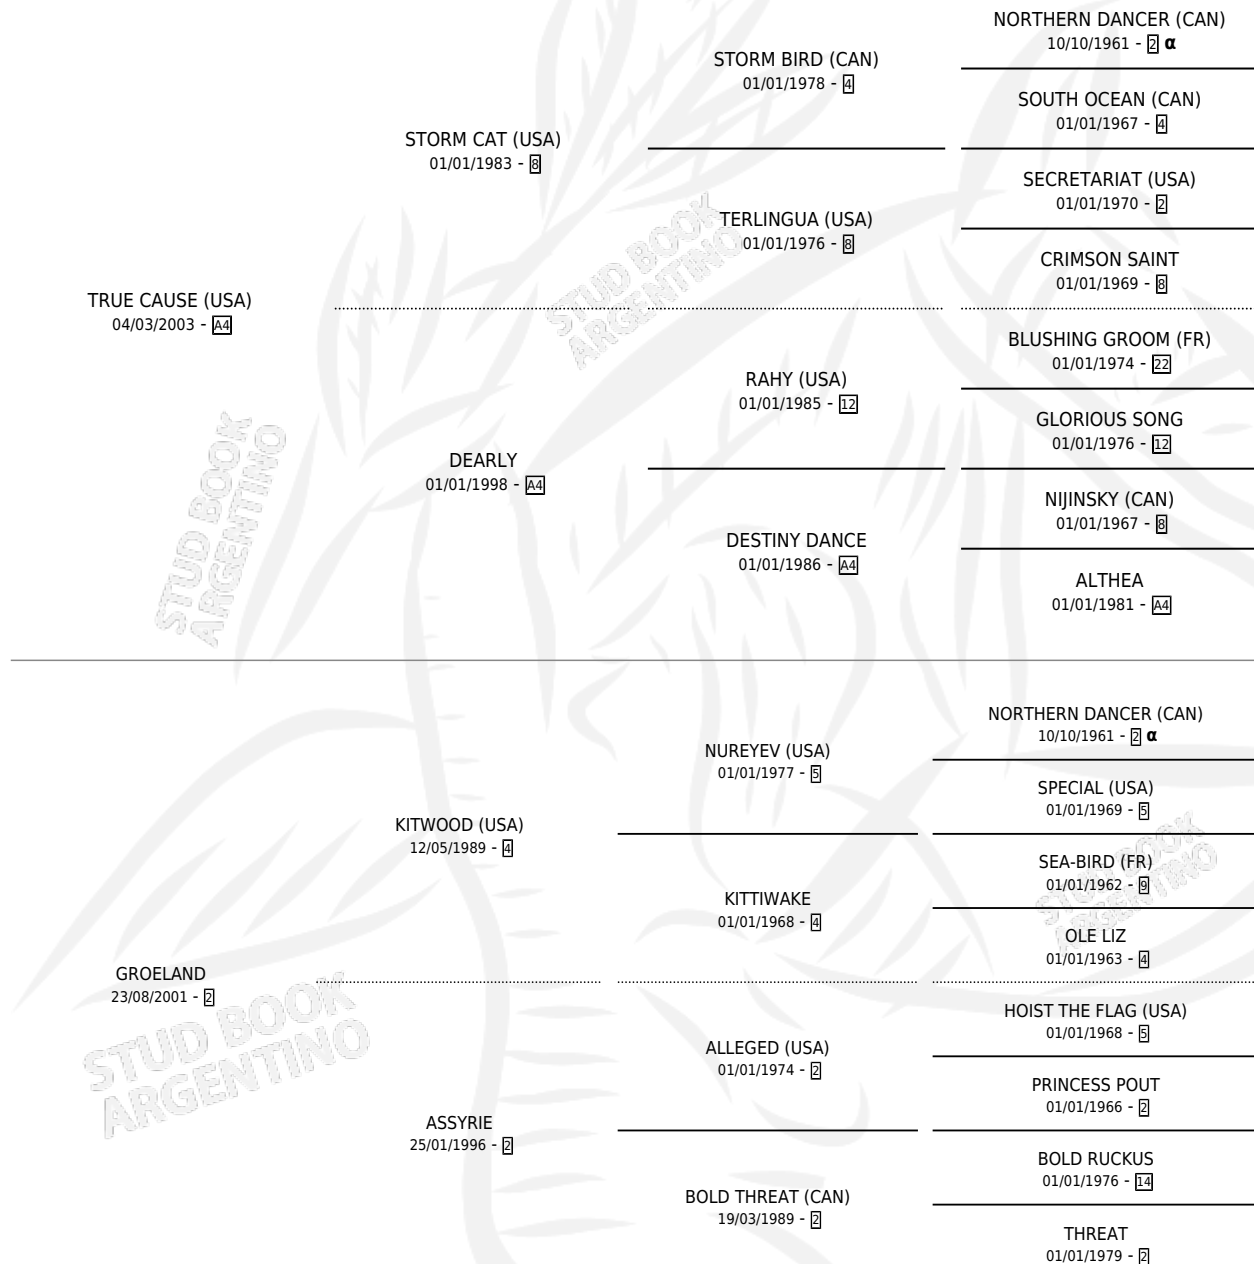 NORTHERN DANCER (CAN)
10/10/1961 - 2 α
STORM BIRD (CAN)
01/01/1978 - 4
SOUTH OCEAN (CAN)
01/01/1967 - 4
STORM CAT (USA)
01/01/1983 - 8
SECRETARIAT (USA)
01/01/1970 - 2
TERLINGUA (USA)
01/01/1976 - 8
CRIMSON SAINT
01/01/1969 - 8
TRUE CAUSE (USA)
04/03/2003 - A4
BLUSHING GROOM (FR)
01/01/1974 - 22
RAHY (USA)
01/01/1985 - 12
GLORIOUS SONG
01/01/1976 - 12
DEARLY
01/01/1998 - A4
NIJINSKY (CAN)
01/01/1967 - 8
DESTINY DANCE
01/01/1986 - A4
ALTHEA
01/01/1981 - A4
NORTHERN DANCER (CAN)
10/10/1961 - 2 α
NUREYEV (USA)
01/01/1977 - 5
SPECIAL (USA)
01/01/1969 - 5
KITWOOD (USA)
12/05/1989 - 4
SEA-BIRD (FR)
01/01/1962 - 9
KITTIWAKE
01/01/1968 - 4
OLE LIZ
01/01/1963 - 4
GROELAND
23/08/2001 - 2
HOIST THE FLAG (USA)
01/01/1968 - 5
ALLEGED (USA)
01/01/1974 - 2
PRINCESS POUT
01/01/1966 - 2
ASSYRIE
25/01/1996 - 2
BOLD RUCKUS
01/01/1976 - 14
BOLD THREAT (CAN)
19/03/1989 - 2
THREAT
01/01/1979 - 2
STUD BOOK
ARGENTINO
STUD BOOK
ARGENTINO
STUD BOOK
ARGENTINO
STUD BOOK
ARGENTINO